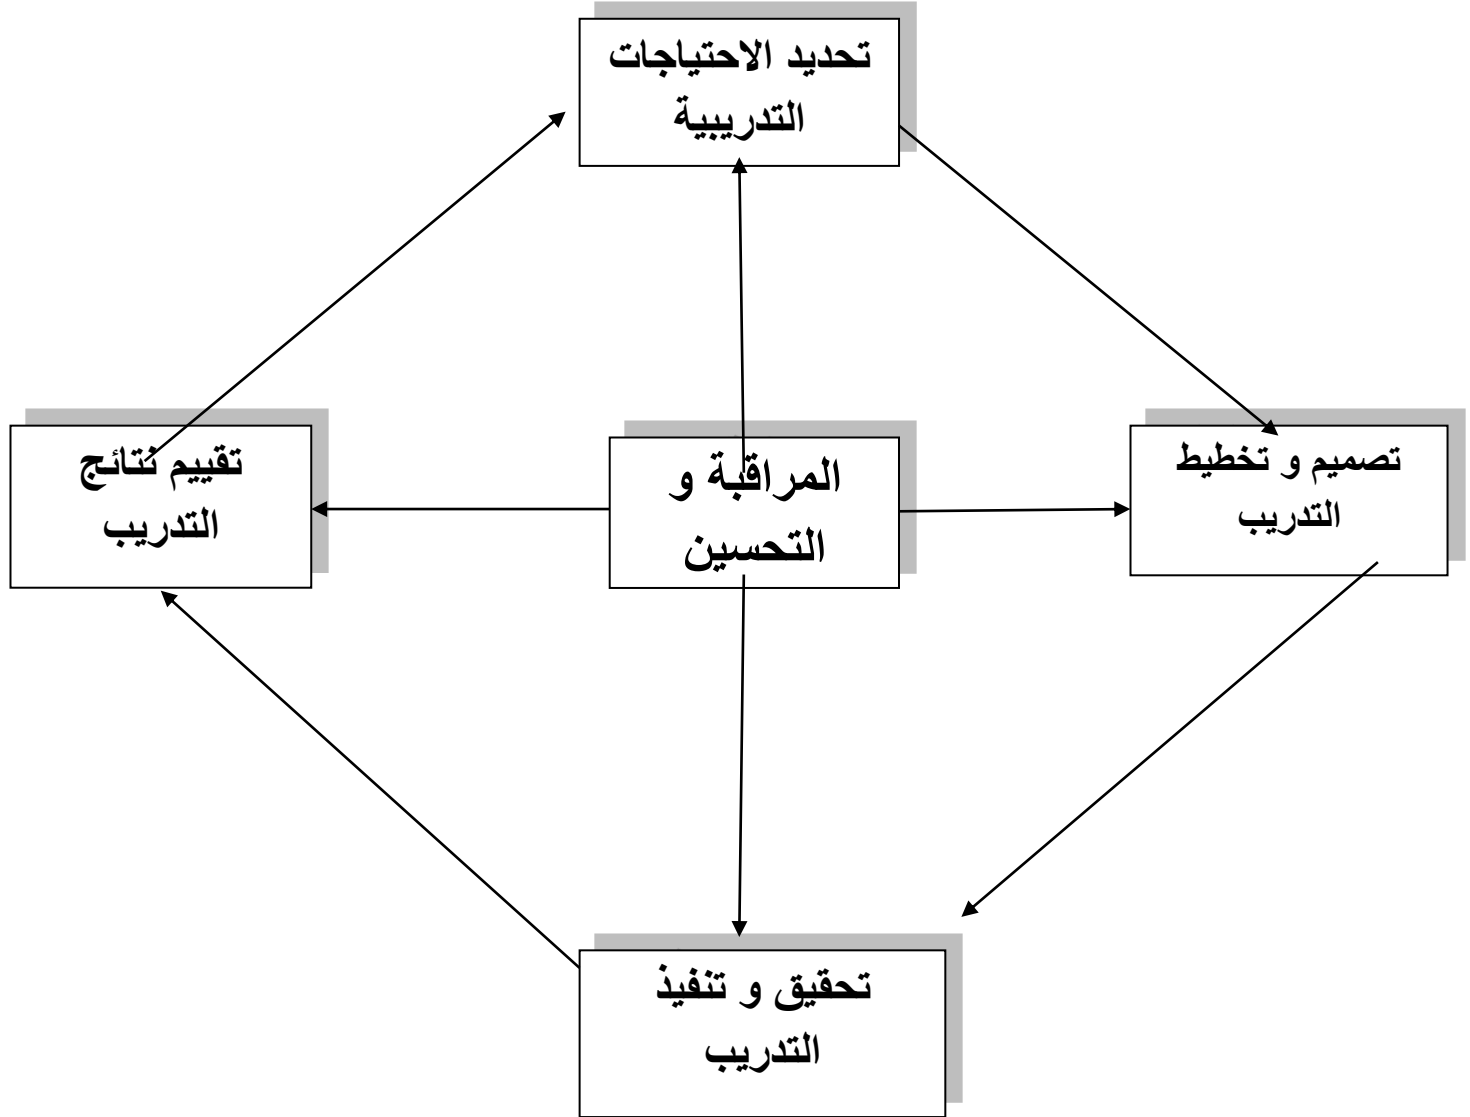 تحديد الاحتياجات
التدريبية
تصميم و تخطيط
التدريب
المراقبة و
التحسين
تقييم نتائج
التدريب
تحقيق و تنفيذ
التدريب